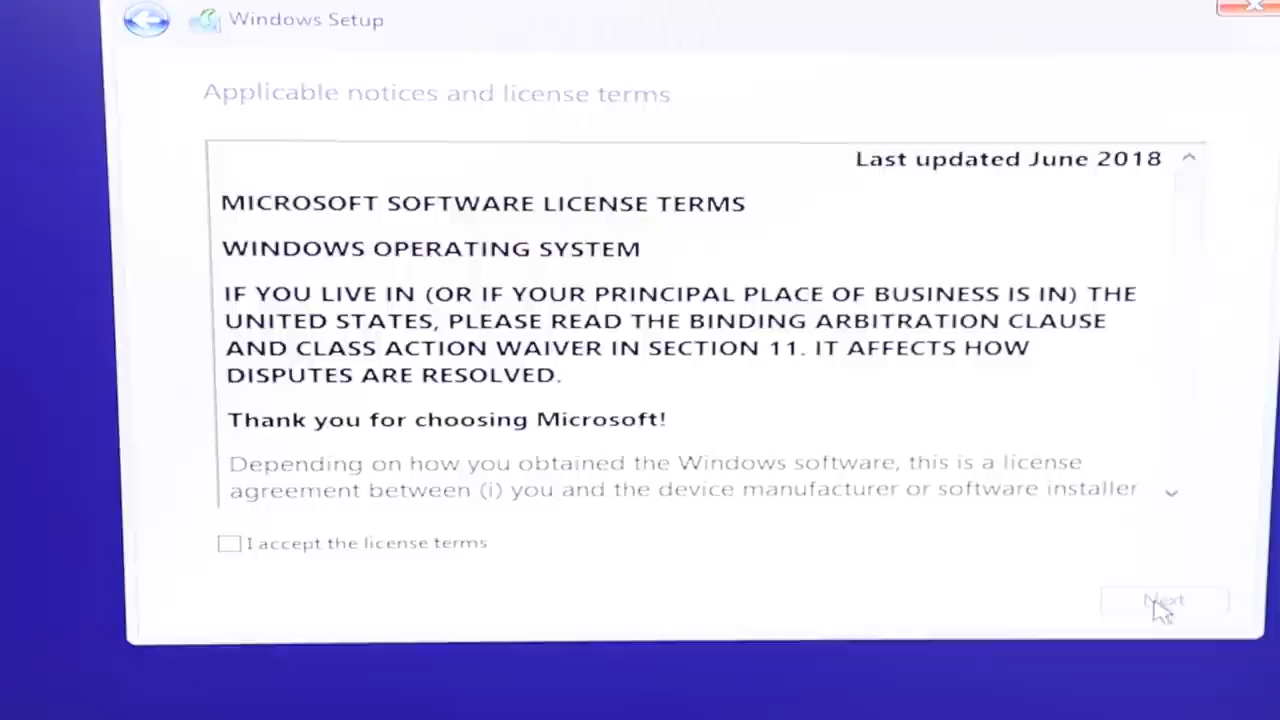 Windows Setup
Applicable notices and license terms
Last updated June 2018
MICROSOFT SOFTWARE LICENSE TERMS
WINDOWS OPERATING SYSTEM
IF YOU LIVE IN (OR IF YOUR PRINCIPAL PLACE OF BUSINESS IS IN) THE
UNITED STATES, PLEASE READ THE BINDING ARBITRATION CLAUSE
AND CLASS ACTION WAIVER IN SECTION 11. IT AFFECTS HOW
DISPUTES ARE RESOLVED.
Thank you for choosing Microsoft!
Depending on how you obtained the Windows software, this is a license
agreement between (i) you and the device manufacturer or software installer
I accept the license terms
Next